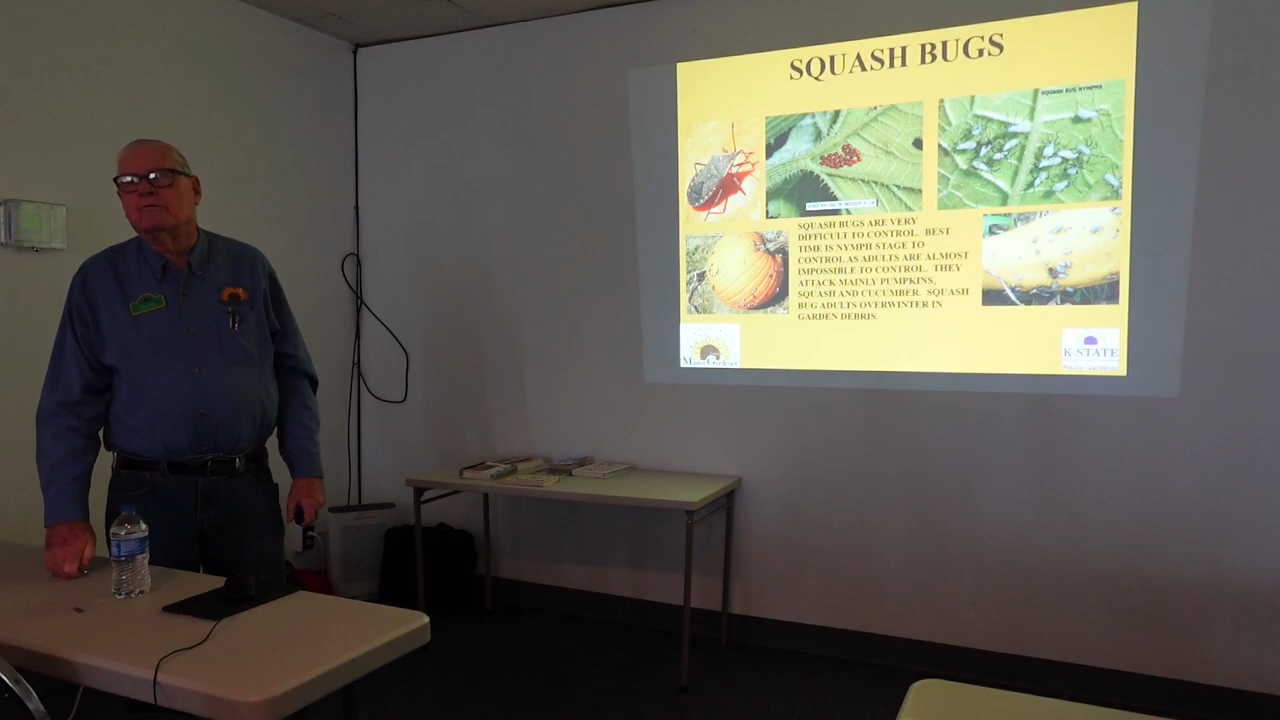 SQUASH BUGS
SQUASH BUG NYMPHS
SQUASH BUGS ARE VERY
DIFFICULT TO CONTROL. BEST
TIME IS NYMPH STAGE TO
CONTROL AS ADULTS ARE ALMOST
IMPOSSIBLE TO CONTROL. THEY
ATTACK MAINLY PUMPKINS,
SQUASH AND CUCUMBER. SQUASH
BUG ADULTS OVERWINTER IN
GARDEN DEBRIS.
Master Gardener
K-STATE